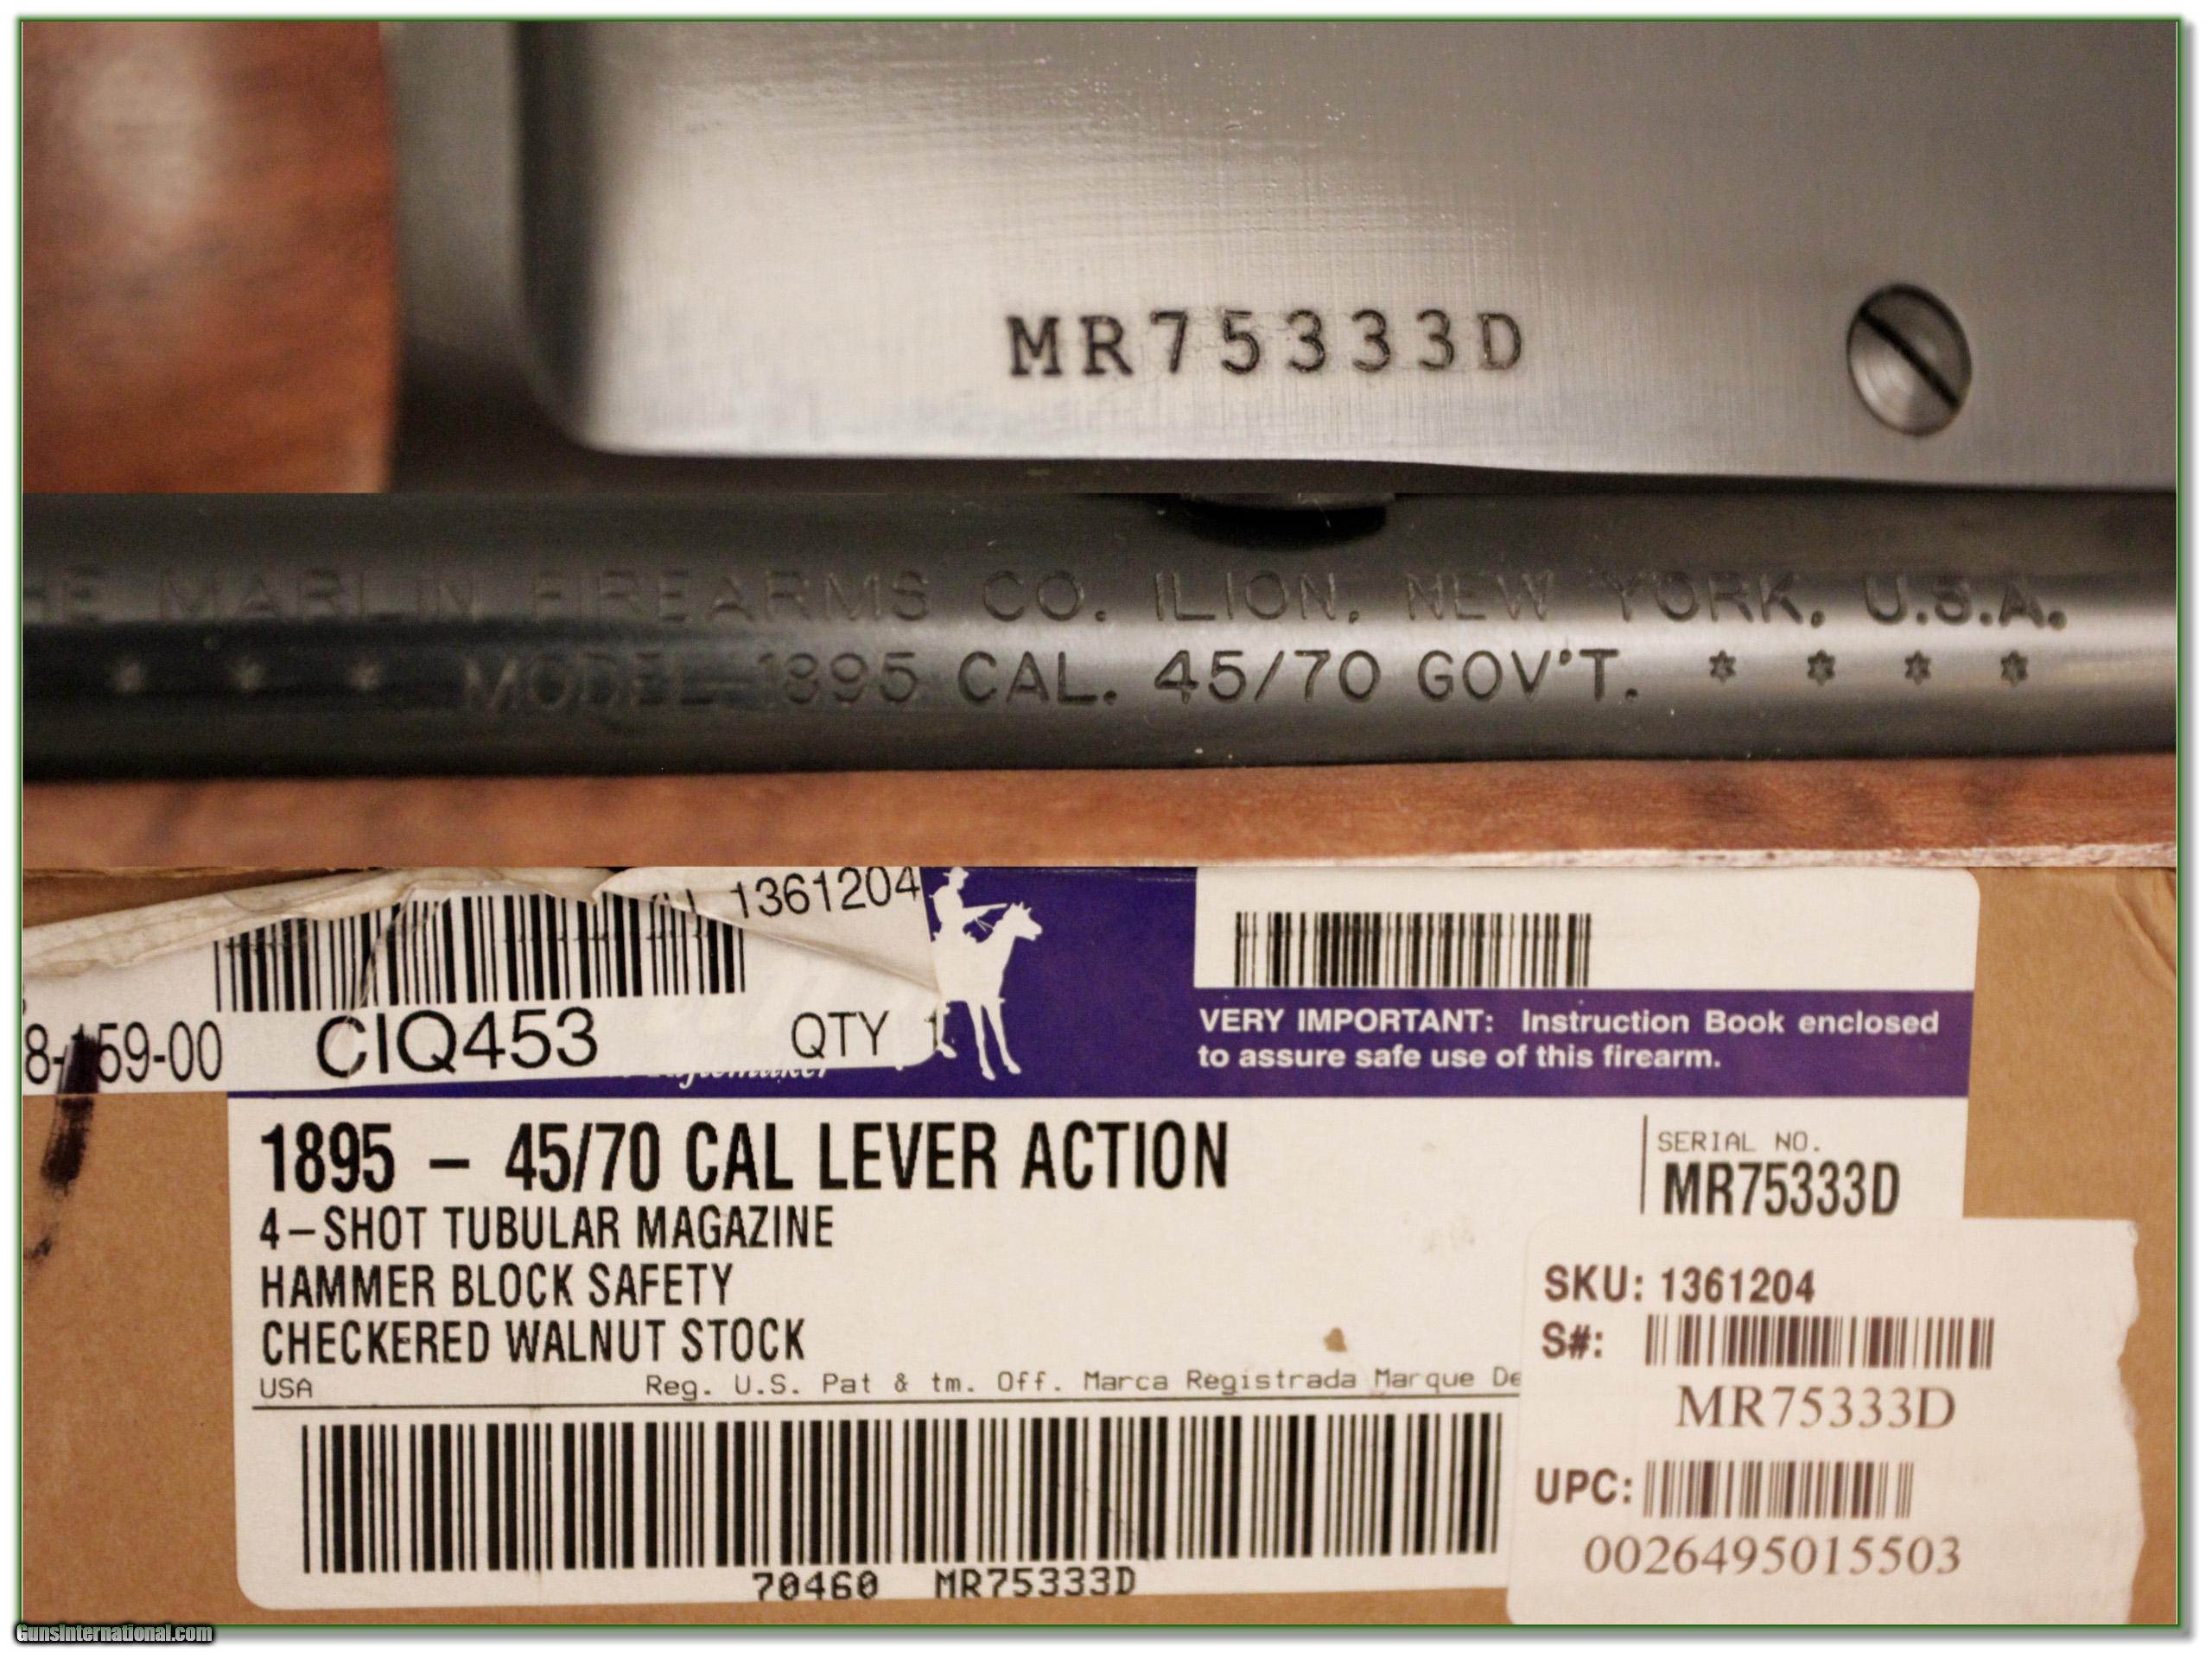 MR75333D
HE MARLIN FIREARMS CO. ILION, NEW YORK, U.S.A.
* * * MODEL 1895 CAL. 45/70 GOV'T. * * * *
1361204
8-159-00 CIQ453 QTY 1
VERY IMPORTANT: Instruction Book enclosed
to assure safe use of this firearm.
1895 – 45/70 CAL LEVER ACTION
4–SHOT TUBULAR MAGAZINE
HAMMER BLOCK SAFETY
CHECKERED WALNUT STOCK
USA Reg. U.S. Pat & tm. Off. Marca Registrada Marque De
70460 MR75333D
SERIAL NO.
MR75333D
SKU: 1361204
S#:
MR75333D
UPC:
0026495015503
GunsInternational.com